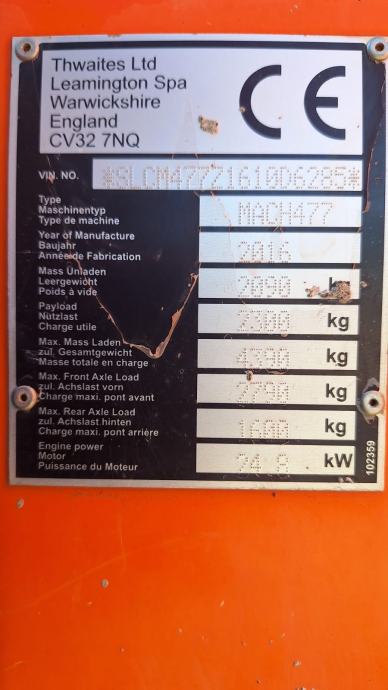 Thwaites Ltd
Leamington Spa
Warwickshire
England
CV32 7NQ
CE
VIN. NO. *SLCM477Z1610D6285*
Type
Maschinentyp
Type de machine
MACH477
Year of Manufacture
Baujahr
Année de Fabrication
2016
Mass Unladen
Leergewicht
Poids à vide
2090 kg
Payload
Nutzlast
Charge utile
2300 kg
Max. Mass Laden
zul. Gesamtgewicht
Masse totale en charge
4390 kg
Max. Front Axle Load
zul. Achslast vorn
Charge maxi. pont avant
2790 kg
Max. Rear Axle Load
zul. Achslast.hinten
Charge maxi. pont arrière
1600 kg
Engine power
Motor
Puissance du Moteur
kW
102359